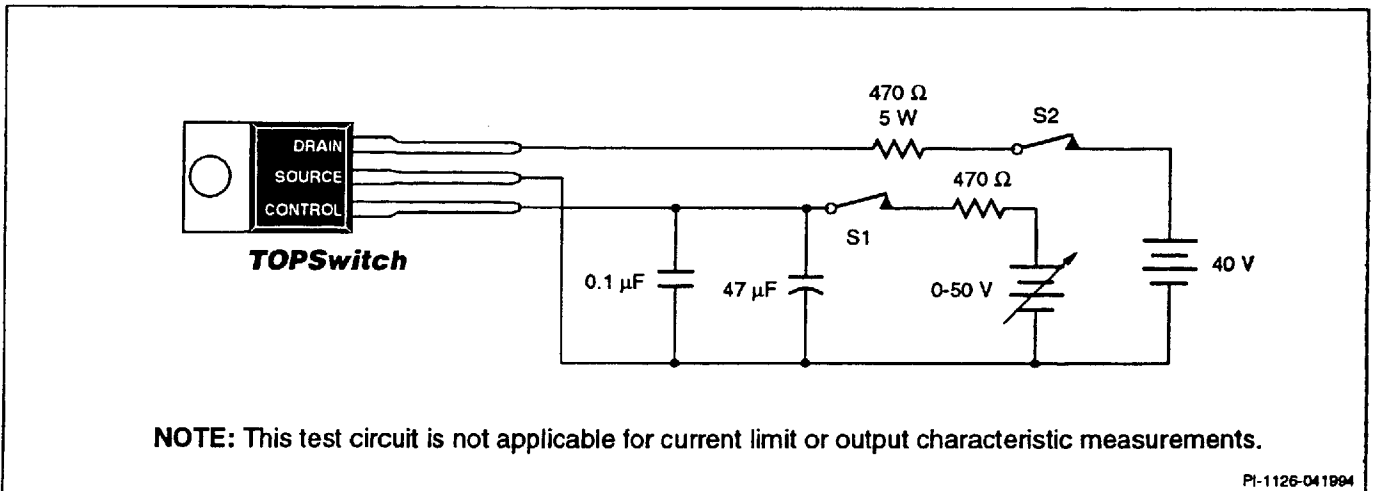 470 Ω
5 W
S2
DRAIN
SOURCE
CONTROL
470 Ω
S1
TOPSwitch
0.1 µF
47 µF
0-50 V
40 V
NOTE: This test circuit is not applicable for current limit or output characteristic measurements.
PI-1126-041994